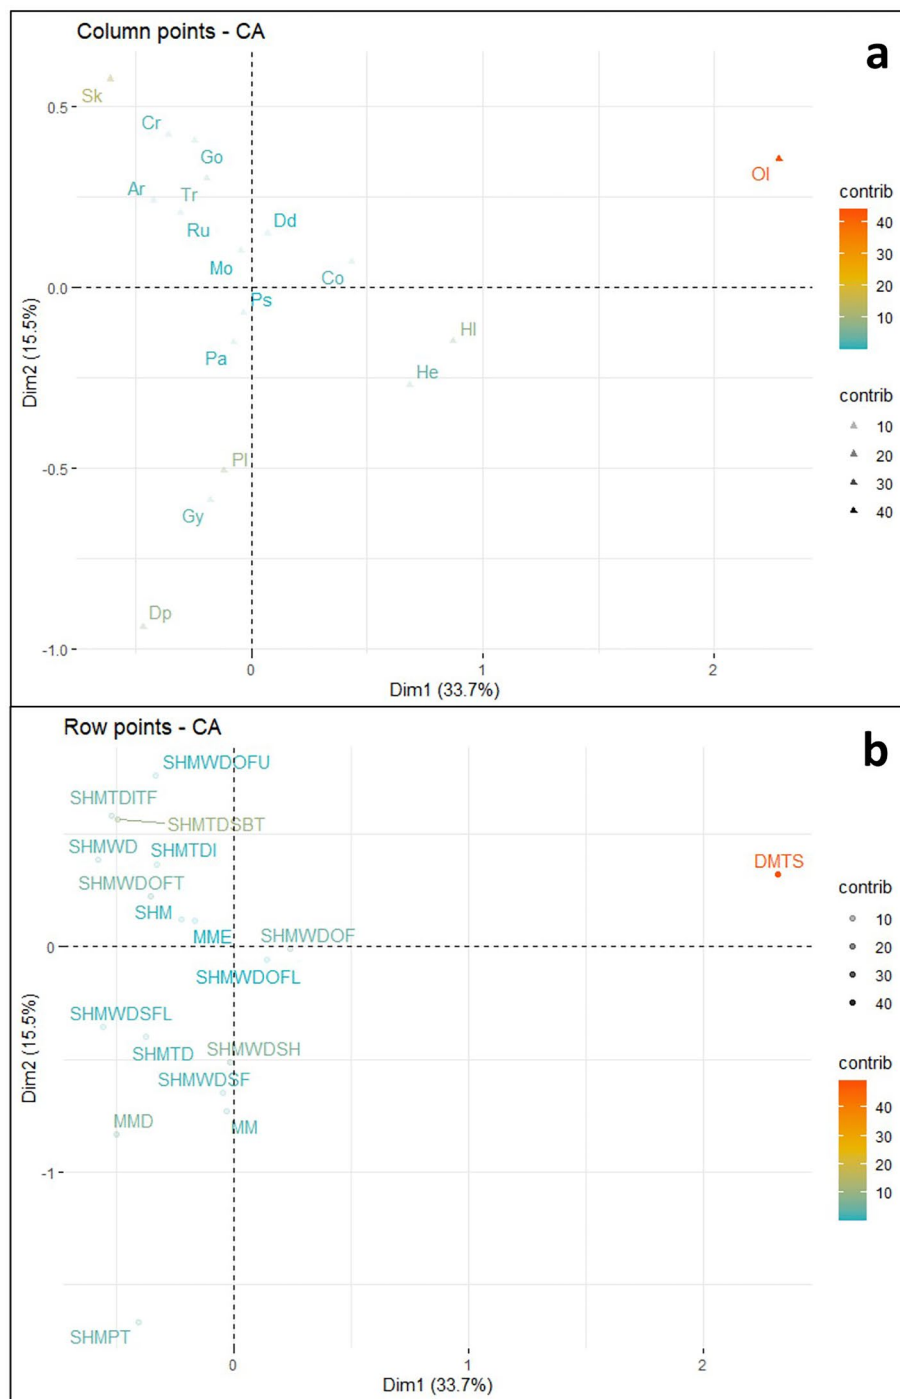 Column points - CA
a
Sk
Cr
Go
Ol
Ar
Tr
Ru
Dd
Mo
Co
Ps
Hl
Pa
He
Pl
Gy
Dp
0.5
0.0
-0.5
-1.0
Dim2 (15.5%)
0
1
2
Dim1 (33.7%)
contrib
40
30
20
10
contrib
10
20
30
40
Row points - CA
b
SHMWDOFU
SHMTDITF
SHMTDSBT
SHMWD
SHMTDI
DMTS
SHMWDOFT
SHM
MME
SHMWDOF
SHMWDOFL
SHMWDSFL
SHMTD
SHMWDSH
SHMWDSF
MMD
MM
SHMPT
0
-1
Dim2 (15.5%)
0
1
2
Dim1 (33.7%)
contrib
10
20
30
40
contrib
40
30
20
10